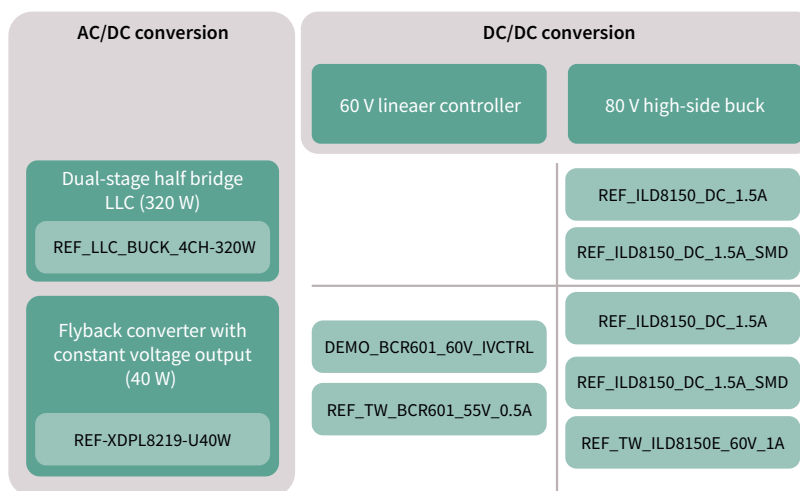 AC/DC conversion
DC/DC conversion
60 V lineaer controller
80 V high-side buck
Dual-stage half bridge
LLC (320 W)
REF_LLC_BUCK_4CH-320W
REF_ILD8150_DC_1.5A
REF_ILD8150_DC_1.5A_SMD
Flyback converter with
constant voltage output
(40 W)
REF-XDPL8219-U40W
DEMO_BCR601_60V_IVCTRL
REF_TW_BCR601_55V_0.5A
REF_ILD8150_DC_1.5A
REF_ILD8150_DC_1.5A_SMD
REF_TW_ILD8150E_60V_1A